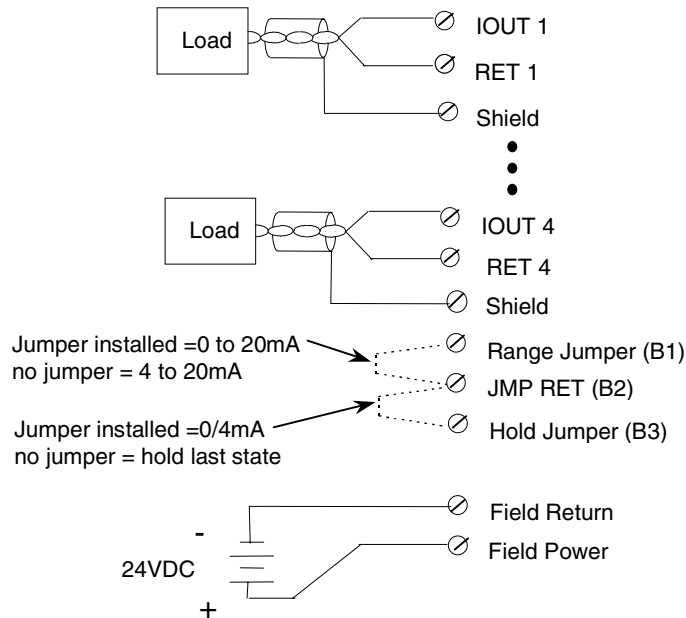 Load
IOUT 1
RET 1
Shield
Load
IOUT 4
RET 4
Shield
Jumper installed =0 to 20mA
no jumper = 4 to 20mA
Range Jumper (B1)
JMP RET (B2)
Jumper installed =0/4mA
no jumper = hold last state
Hold Jumper (B3)
Field Return
-
24VDC
Field Power
+